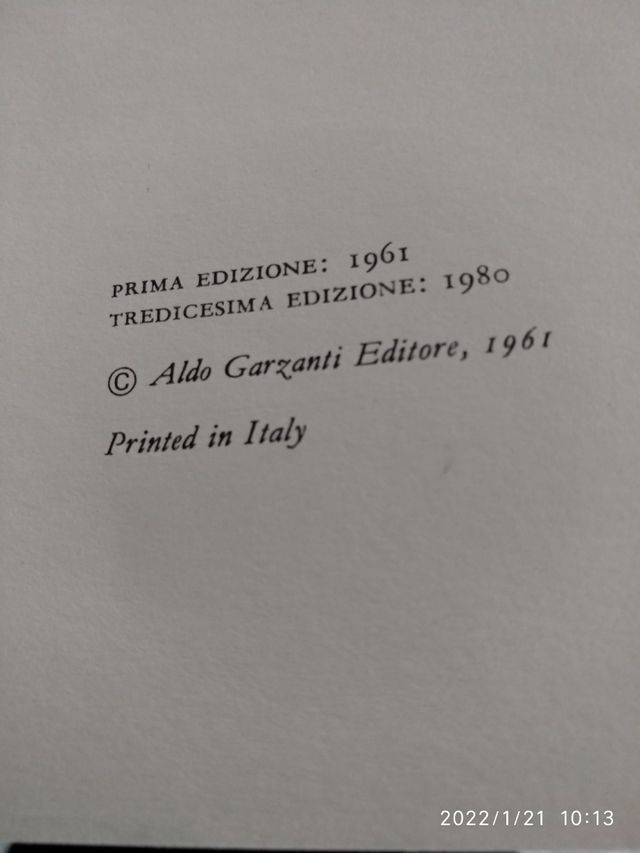 PRIMA EDIZIONE: 1961
TREDICESIMA EDIZIONE: 1980
© Aldo Garzanti Editore, 1961
Printed in Italy
2022/1/21 10:13